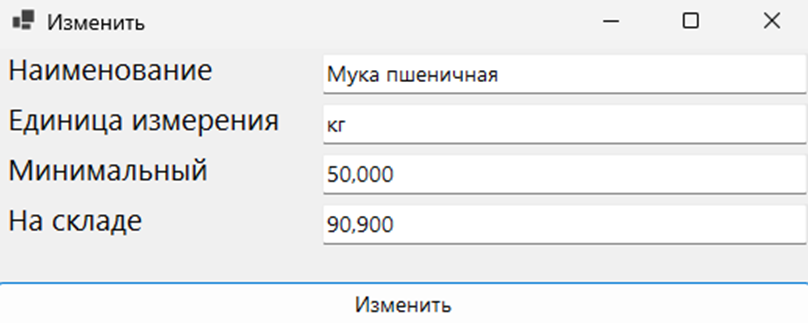 Изменить
Наименование Мука пшеничная
Единица измерения кг
Минимальный 50,000
На складе 90,900
Изменить